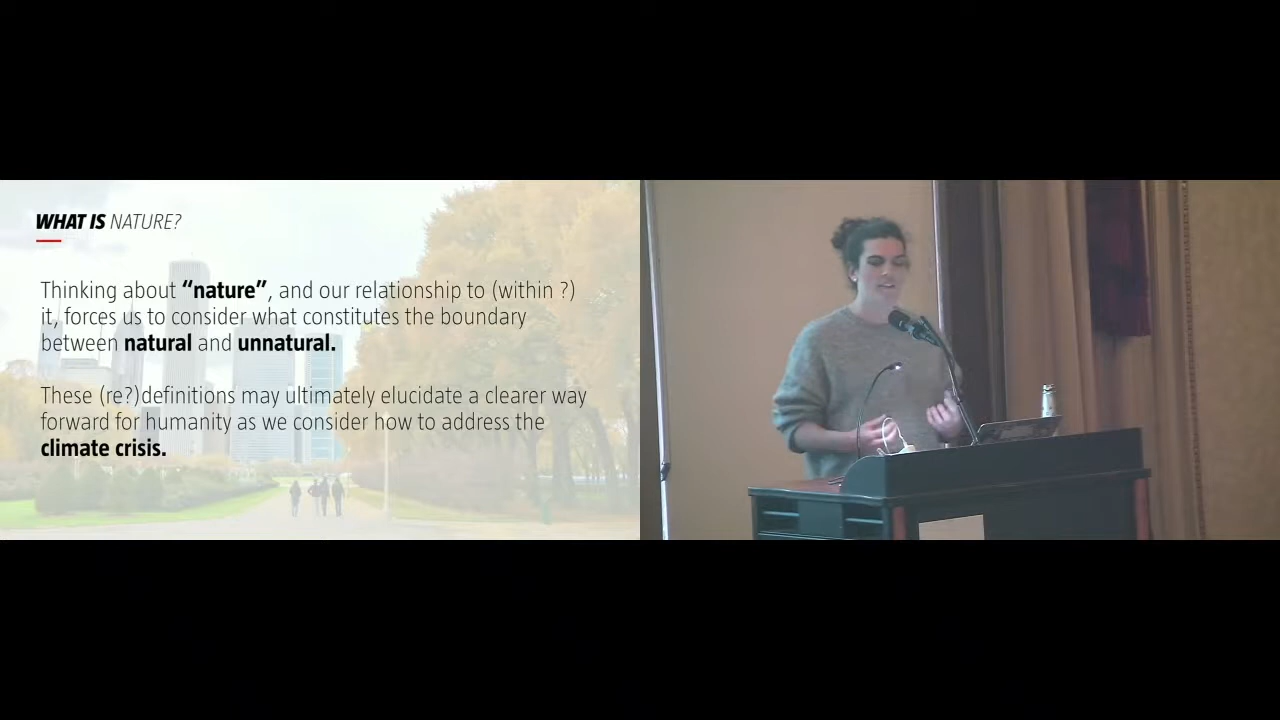 WHAT IS NATURE?
Thinking about “nature”, and our relationship to (within ?)
it, forces us to consider what constitutes the boundary
between natural and unnatural.
These (re?)definitions may ultimately elucidate a clearer way
forward for humanity as we consider how to address the
climate crisis.